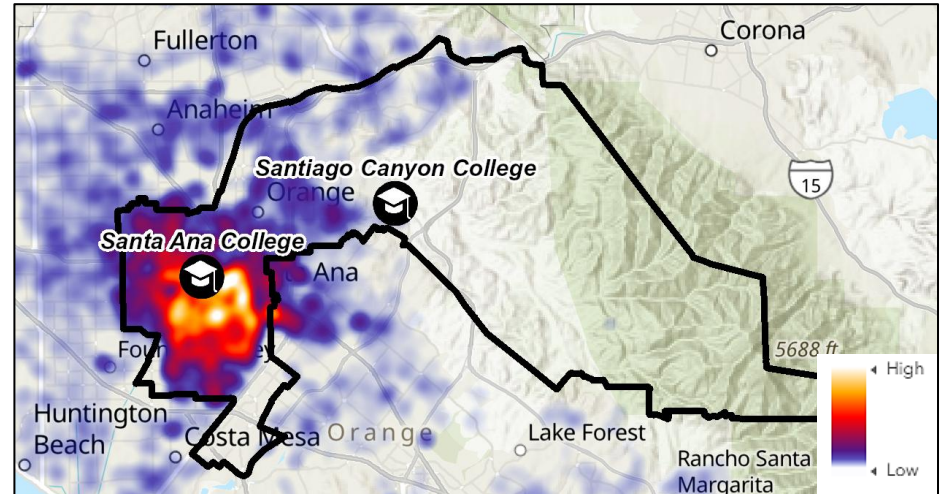 Fullerton
Corona
Anaheim
Santiago Canyon College
Orange
15
Santa Ana College
Ana
5688 ft
High
Huntington
Beach
Costa Mesa
Orange
Lake Forest
Rancho Santa
Margarita
Low